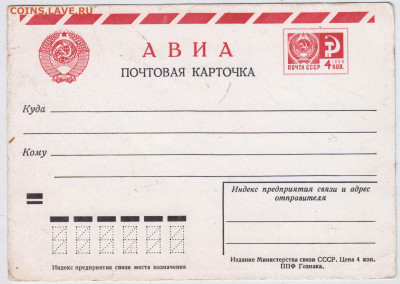 COINS.LAVE.RU
АВИА
ПОЧТОВАЯ КАРТОЧКА
ПОЧТА СССР
4 КОП.
Куда
Кому
Индекс предприятия связи и адрес
отправителя
Индекс предприятия связи места назначения
Издание Министерства связи СССР. Цена 4 коп.
ППФ Гознака.